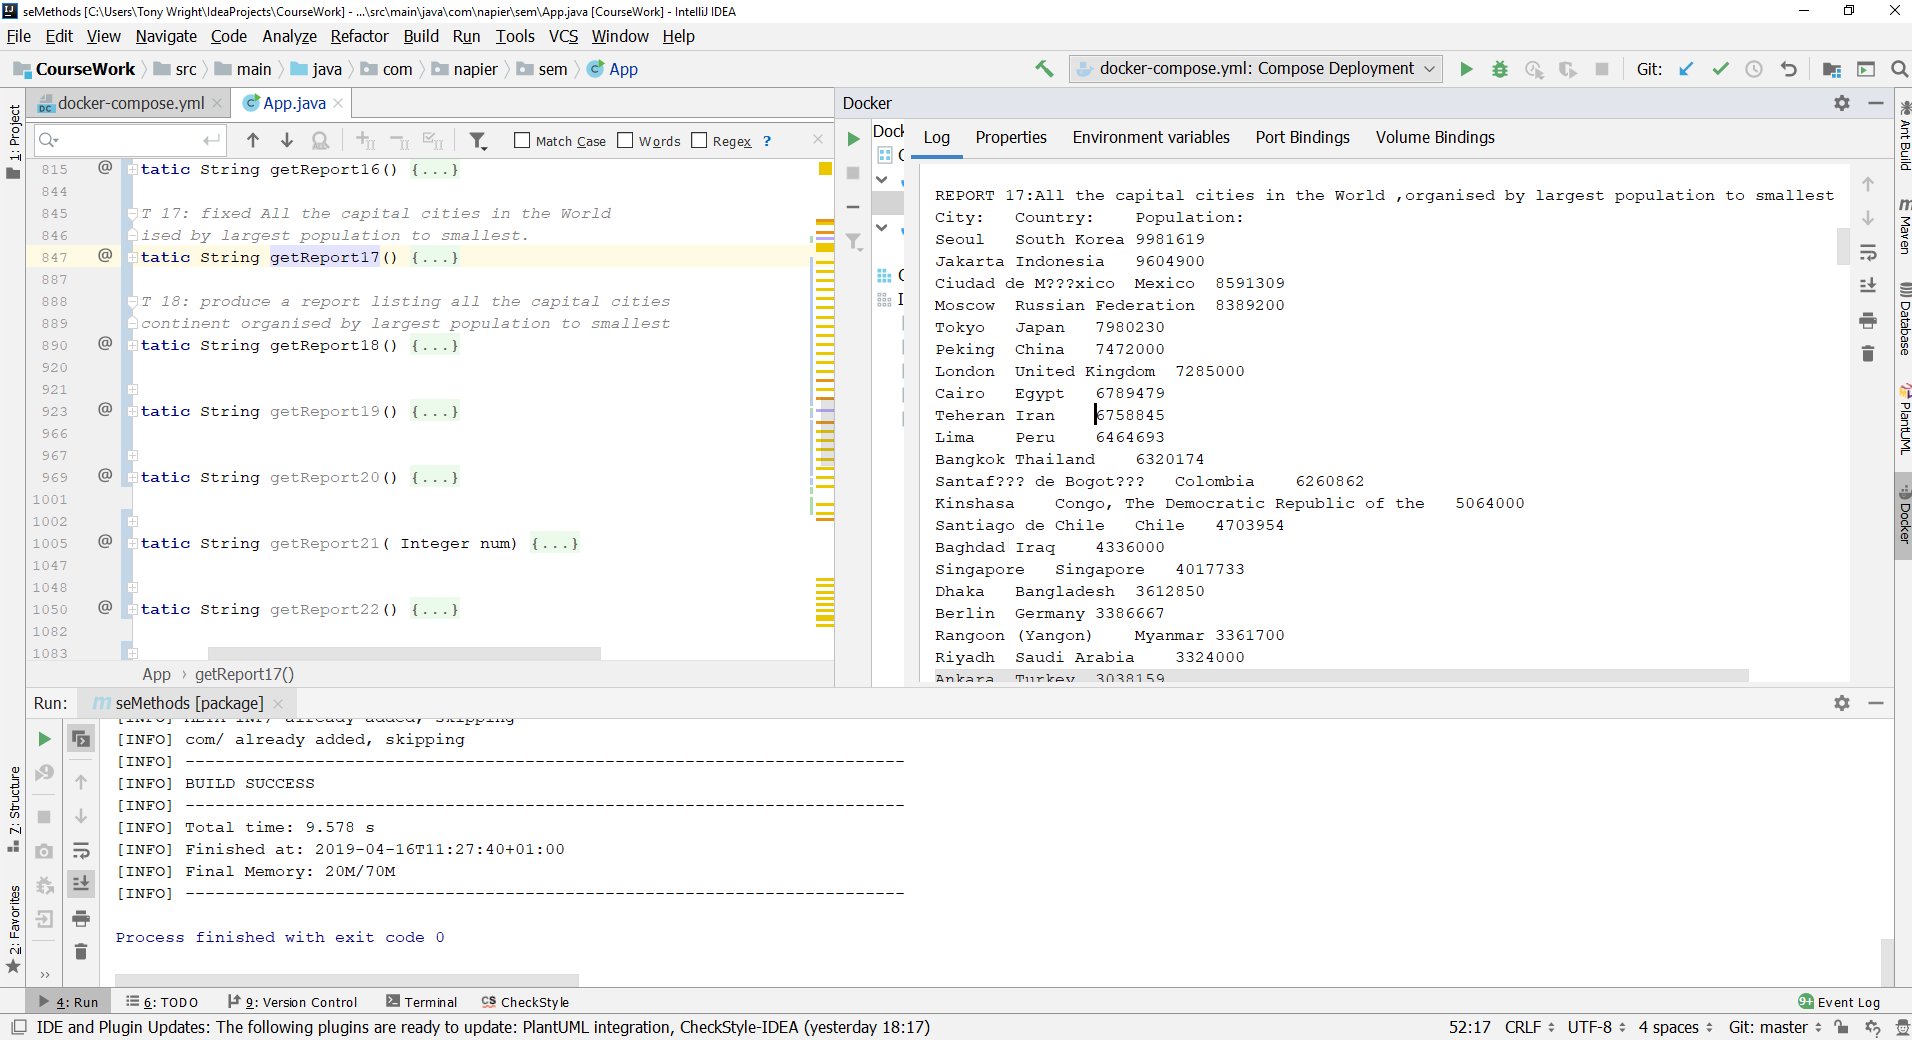 seMethods [C:\Users\Tony Wright\IdeaProjects\CourseWork] - ...\src\main\java\com\napier\sem\App.java [CourseWork] - IntelliJ IDEA
File Edit View Navigate Code Analyze Refactor Build Run Tools VCS Window Help
CourseWork src main java com napier sem App
docker-compose.yml: Compose Deployment Git:
docker-compose.yml App.java
Match Case Words Regex ?
815 @ tatic String getReport16() {...}
844
845 T 17: fixed All the capital cities in the World
846 ised by largest population to smallest.
847 @ tatic String getReport17() {...}
887
888 T 18: produce a report listing all the capital cities
889 continent organised by largest population to smallest
890 @ tatic String getReport18() {...}
920
921
923 @ tatic String getReport19() {...}
966
967
969 @ tatic String getReport20() {...}
1001
1002
1005 @ tatic String getReport21( Integer num) {...}
1047
1048
1050 @ tatic String getReport22() {...}
1082
1083
App › getReport17()
Docker
Dock
Log Properties Environment variables Port Bindings Volume Bindings
REPORT 17:All the capital cities in the World ,organised by largest population to smallest
City: Country: Population:
Seoul South Korea 9981619
Jakarta Indonesia 9604900
Ciudad de M???xico Mexico 8591309
Moscow Russian Federation 8389200
Tokyo Japan 7980230
Peking China 7472000
London United Kingdom 7285000
Cairo Egypt 6789479
Teheran Iran 6758845
Lima Peru 6464693
Bangkok Thailand 6320174
Santaf??? de Bogot??? Colombia 6260862
Kinshasa Congo, The Democratic Republic of the 5064000
Santiago de Chile Chile 4703954
Baghdad Iraq 4336000
Singapore Singapore 4017733
Dhaka Bangladesh 3612850
Berlin Germany 3386667
Rangoon (Yangon) Myanmar 3361700
Riyadh Saudi Arabia 3324000
Ankara Turkey 3038159
1: Project
7: Structure
2: Favorites
Ant Build
Maven
Database
PlantUML
Docker
Run: seMethods [package]
[INFO] META-INF/ already added, skipping
[INFO] com/ already added, skipping
[INFO] ------------------------------------------------------------------------
[INFO] BUILD SUCCESS
[INFO] ------------------------------------------------------------------------
[INFO] Total time: 9.578 s
[INFO] Finished at: 2019-04-16T11:27:40+01:00
[INFO] Final Memory: 20M/70M
[INFO] ------------------------------------------------------------------------
Process finished with exit code 0
4: Run 6: TODO 9: Version Control Terminal CheckStyle Event Log
IDE and Plugin Updates: The following plugins are ready to update: PlantUML integration, CheckStyle-IDEA (yesterday 18:17) 52:17 CRLF UTF-8 4 spaces Git: master